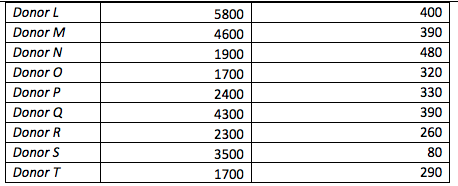 Donor L 5800 400
Donor M 4600 390
Donor N 1900 480
Donor O 1700 320
Donor P 2400 330
Donor Q 4300 390
Donor R 2300 260
Donor S 3500 80
Donor T 1700 290